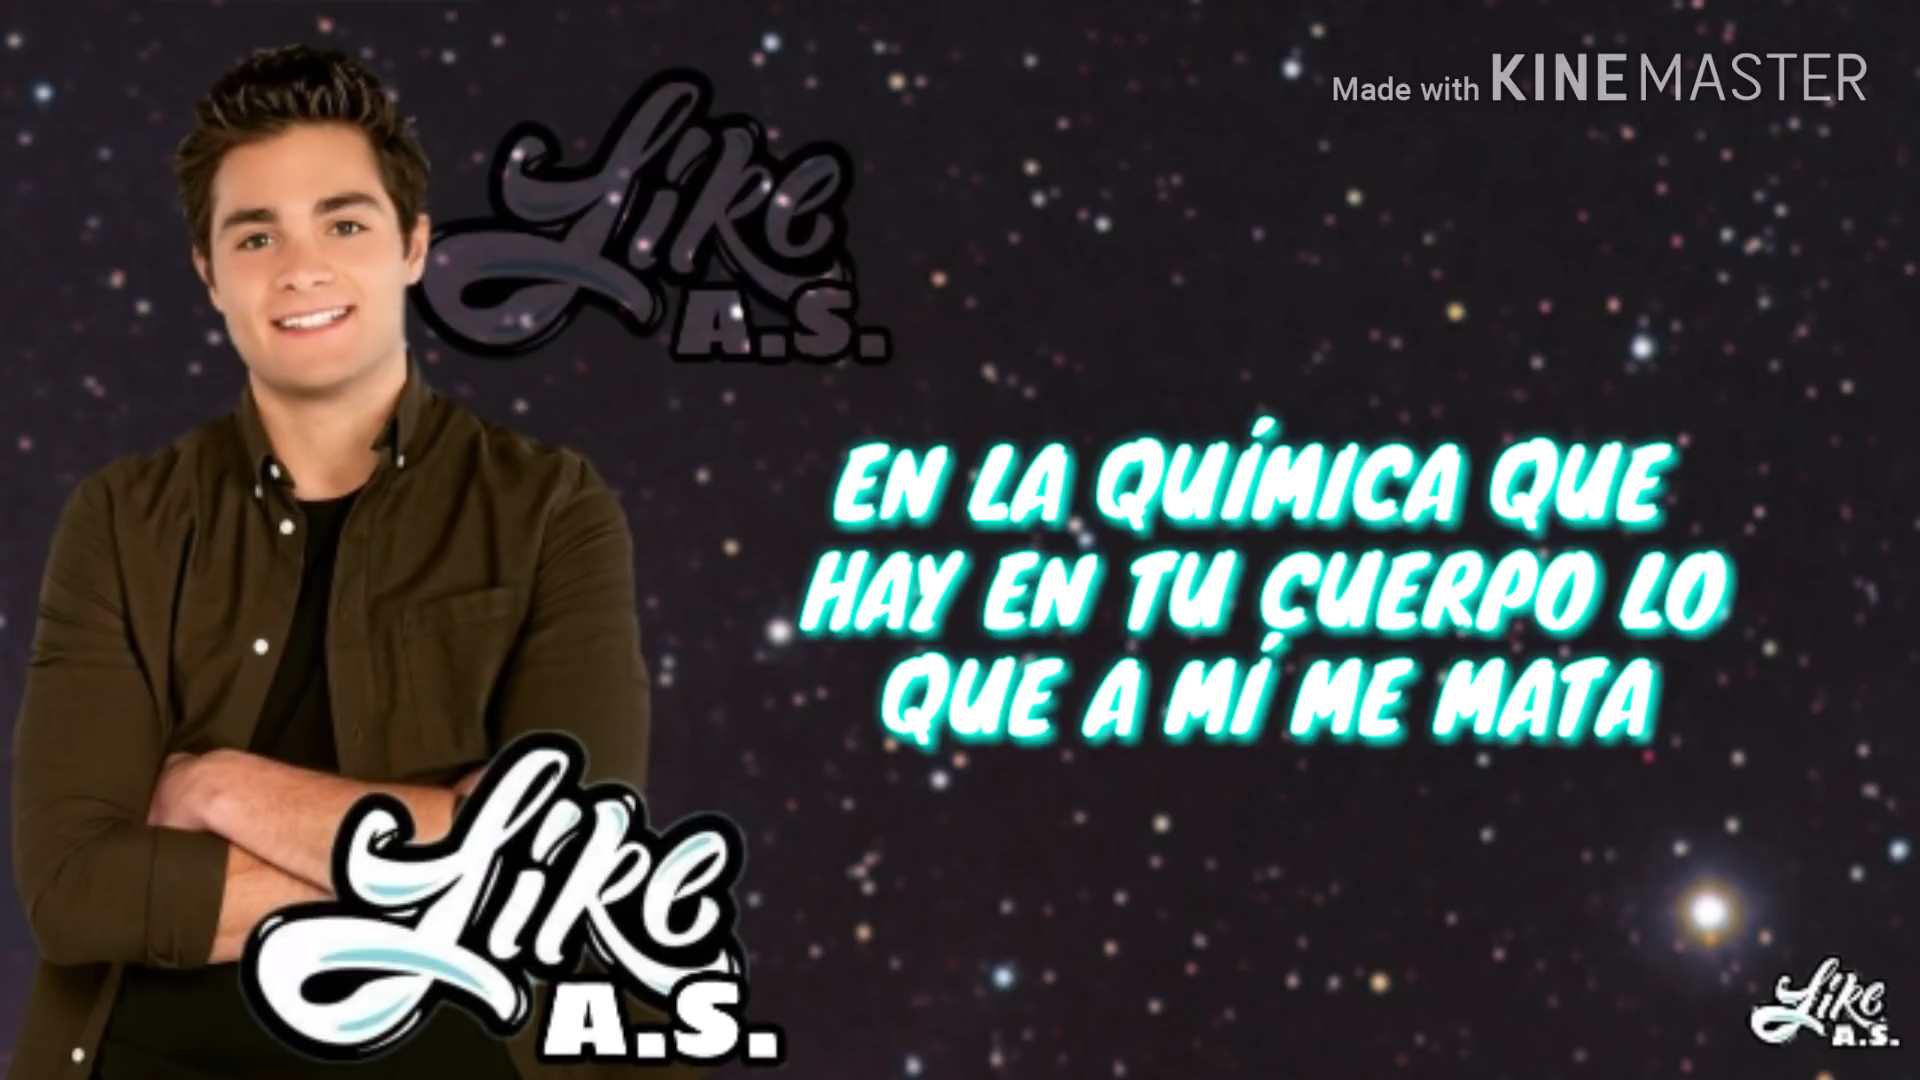 Made with KINEMASTER
Like
A.S.
EN LA QUÍMICA QUE
HAY EN TU CUERPO LO
QUE A MÍ ME MATA
Like
A.S.
Like
A.S.